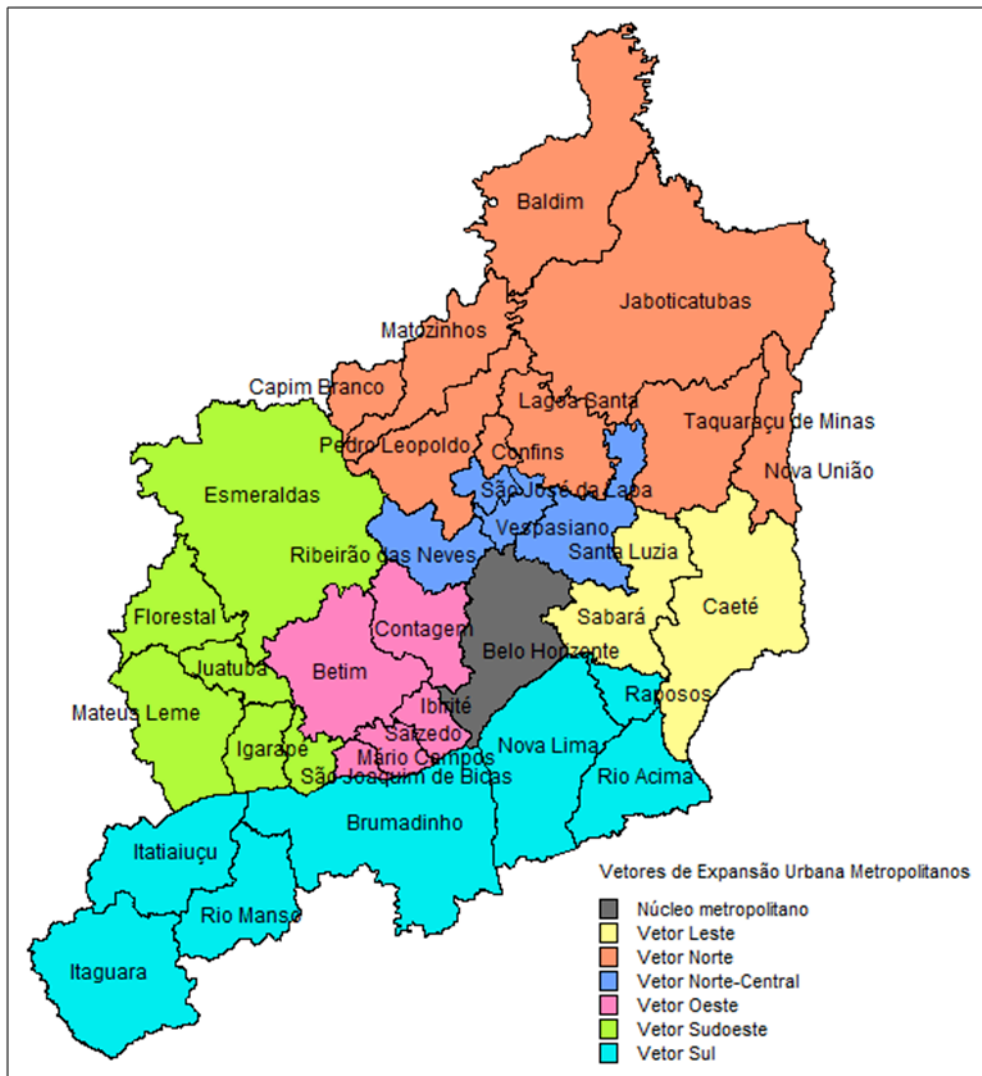 Baldim
Jaboticatubas
Matozinhos
Capim Branco
Lagoa Santa
Taquaraçu de Minas
Pedro Leopoldo
Confins
Nova União
Esmeraldas
São José da Lapa
Vespasiano
Ribeirão das Neves
Santa Luzia
Caeté
Florestal
Sabará
Contagem
Belo Horizonte
Juatuba
Betim
Raposos
Mateus Leme
Ibirité
Sarzedo
Igarapé
Nova Lima
Mário Campos
São Joaquim de Bicas
Rio Acima
Brumadinho
Itatiaiuçu
Rio Manso
Itaguara
Vetores de Expansão Urbana Metropolitanos
Núcleo metropolitano
Vetor Leste
Vetor Norte
Vetor Norte-Central
Vetor Oeste
Vetor Sudoeste
Vetor Sul